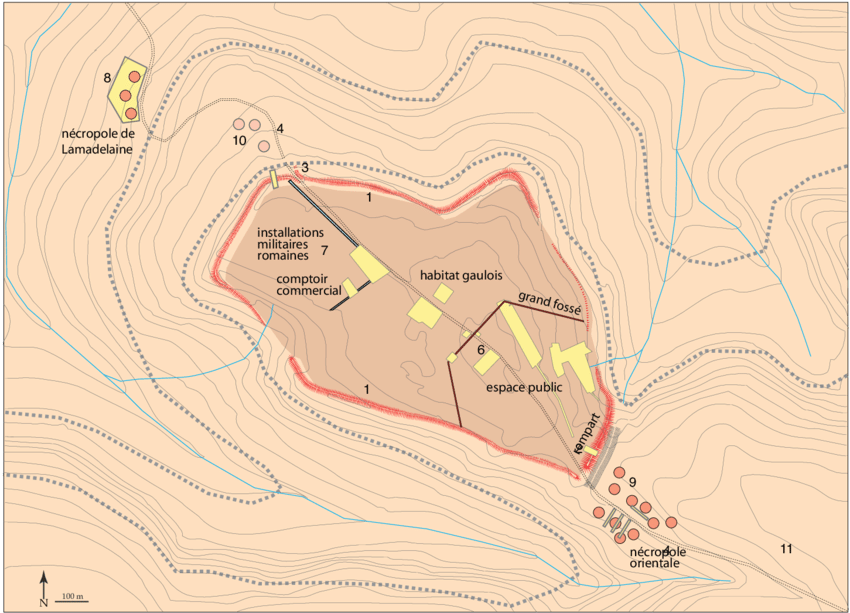 8
nécropole de
Lamadelaine
4
10
3
1
installations
militaires
romaines
7
comptoir
commercial
habitat gaulois
grand fossé
6
espace public
1
rempart
9
4
nécropole
orientale
11
N
100 m